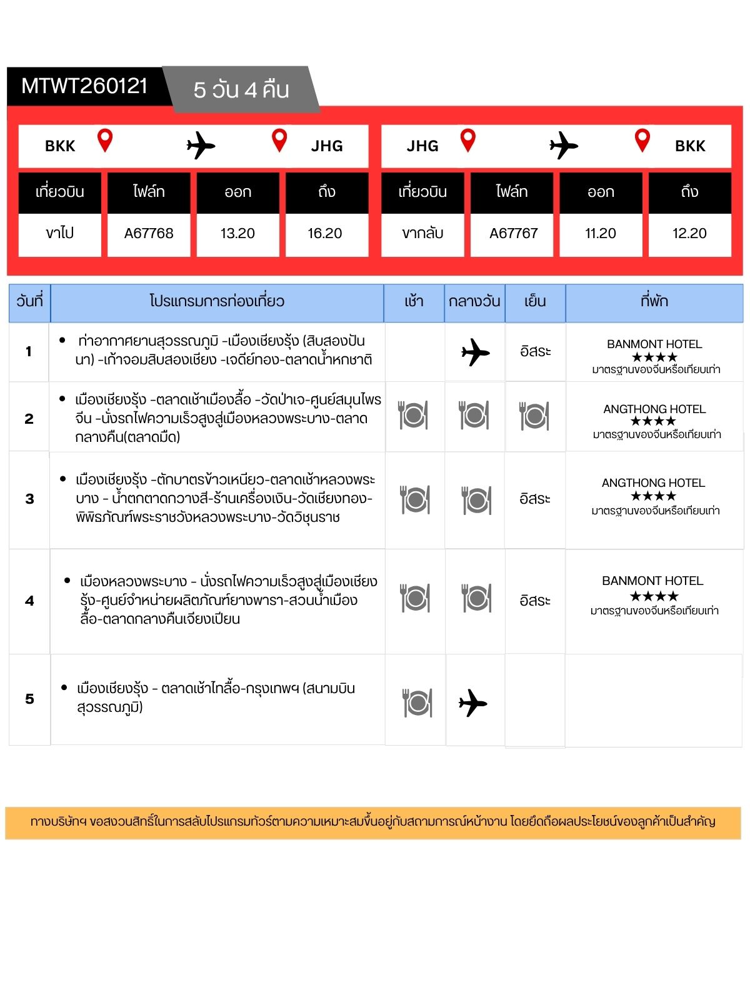 MTWT260121
5 วัน 4 คืน
BKK JHG
JHG BKK
เที่ยวบิน ไฟล์ท ออก ถึง
เที่ยวบิน ไฟล์ท ออก ถึง
ขาไป A67768 13.20 16.20
ขากลับ A67767 11.20 12.20
วันที่ โปรแกรมการท่องเที่ยว เช้า กลางวัน เย็น ที่พัก
1
• ท่าอากาศยานสุวรรณภูมิ -เมืองเชียงรุ้ง (สิบสองปัน
นา) -เก้าจอมสิบสองเชียง -เจดีย์ทอง-ตลาดน้ำหกชาติ
อิสระ
BANMONT HOTEL
★★★★
มาตรฐานของจีนหรือเทียบเท่า
2
• เมืองเชียงรุ้ง -ตลาดเช้าเมืองลื้อ -วัดป่าเจ-ศูนย์สมุนไพร
จีน -นั่งรถไฟความเร็วสูงสู่เมืองหลวงพระบาง-ตลาด
กลางคืน(ตลาดมืด)
ANGTHONG HOTEL
★★★★
มาตรฐานของจีนหรือเทียบเท่า
3
• เมืองเชียงรุ้ง -ตักบาตรข้าวเหนียว-ตลาดเช้าหลวงพระ
บาง - น้ำตกตาดกวางสี-ร้านเครื่องเงิน-วัดเชียงทอง-
พิพิธภัณฑ์พระราชวังหลวงพระบาง-วัดวิชุนราช
อิสระ
ANGTHONG HOTEL
★★★★
มาตรฐานของจีนหรือเทียบเท่า
4
• เมืองหลวงพระบาง - นั่งรถไฟความเร็วสูงสู่เมืองเชียง
รุ้ง-ศูนย์จำหน่ายผลิตภัณฑ์ยางพารา-สวนน้ำเมือง
ลื้อ-ตลาดกลางคืนเจียงเปียน
อิสระ
BANMONT HOTEL
★★★★
มาตรฐานของจีนหรือเทียบเท่า
5
• เมืองเชียงรุ้ง - ตลาดเช้าไทลื้อ-กรุงเทพฯ (สนามบิน
สุวรรณภูมิ)
ทางบริษัทฯ ขอสงวนสิทธิ์ในการสลับโปรแกรมทัวร์ตามความเหมาะสมขึ้นอยู่กับสถามการณ์หน้างาน โดยยึดถือผลประโยชน์ของลูกค้าเป็นสำคัญ